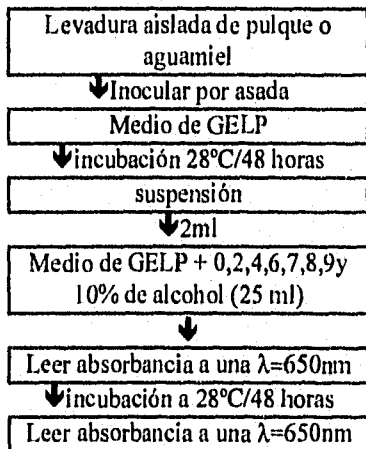 Levadura aislada de pulque o
aguamiel
Inocular por asada
Medio de GELP
incubación 28ºC/48 horas
suspensión
2ml
Medio de GELP + 0,2,4,6,7,8,9y
10% de alcohol (25 ml)
Leer absorbancia a una λ=650nm
incubación a 28ºC/48 horas
Leer absorbancia a una λ=650nm